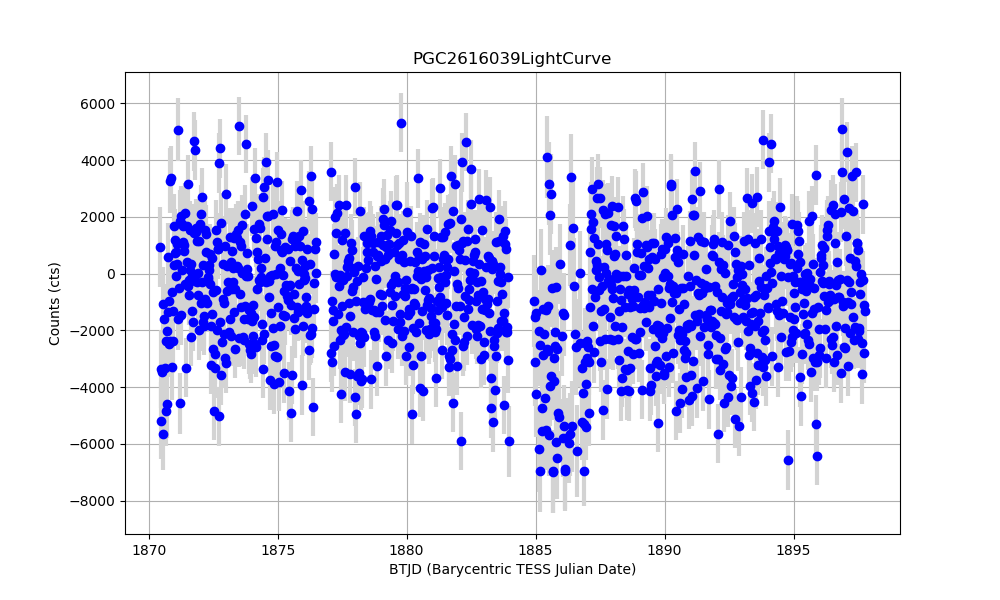 PGC2616039LightCurve
6000
4000
2000
0
−2000
−4000
−6000
−8000
Counts (cts)
1870 1875 1880 1885 1890 1895
BTJD (Barycentric TESS Julian Date)